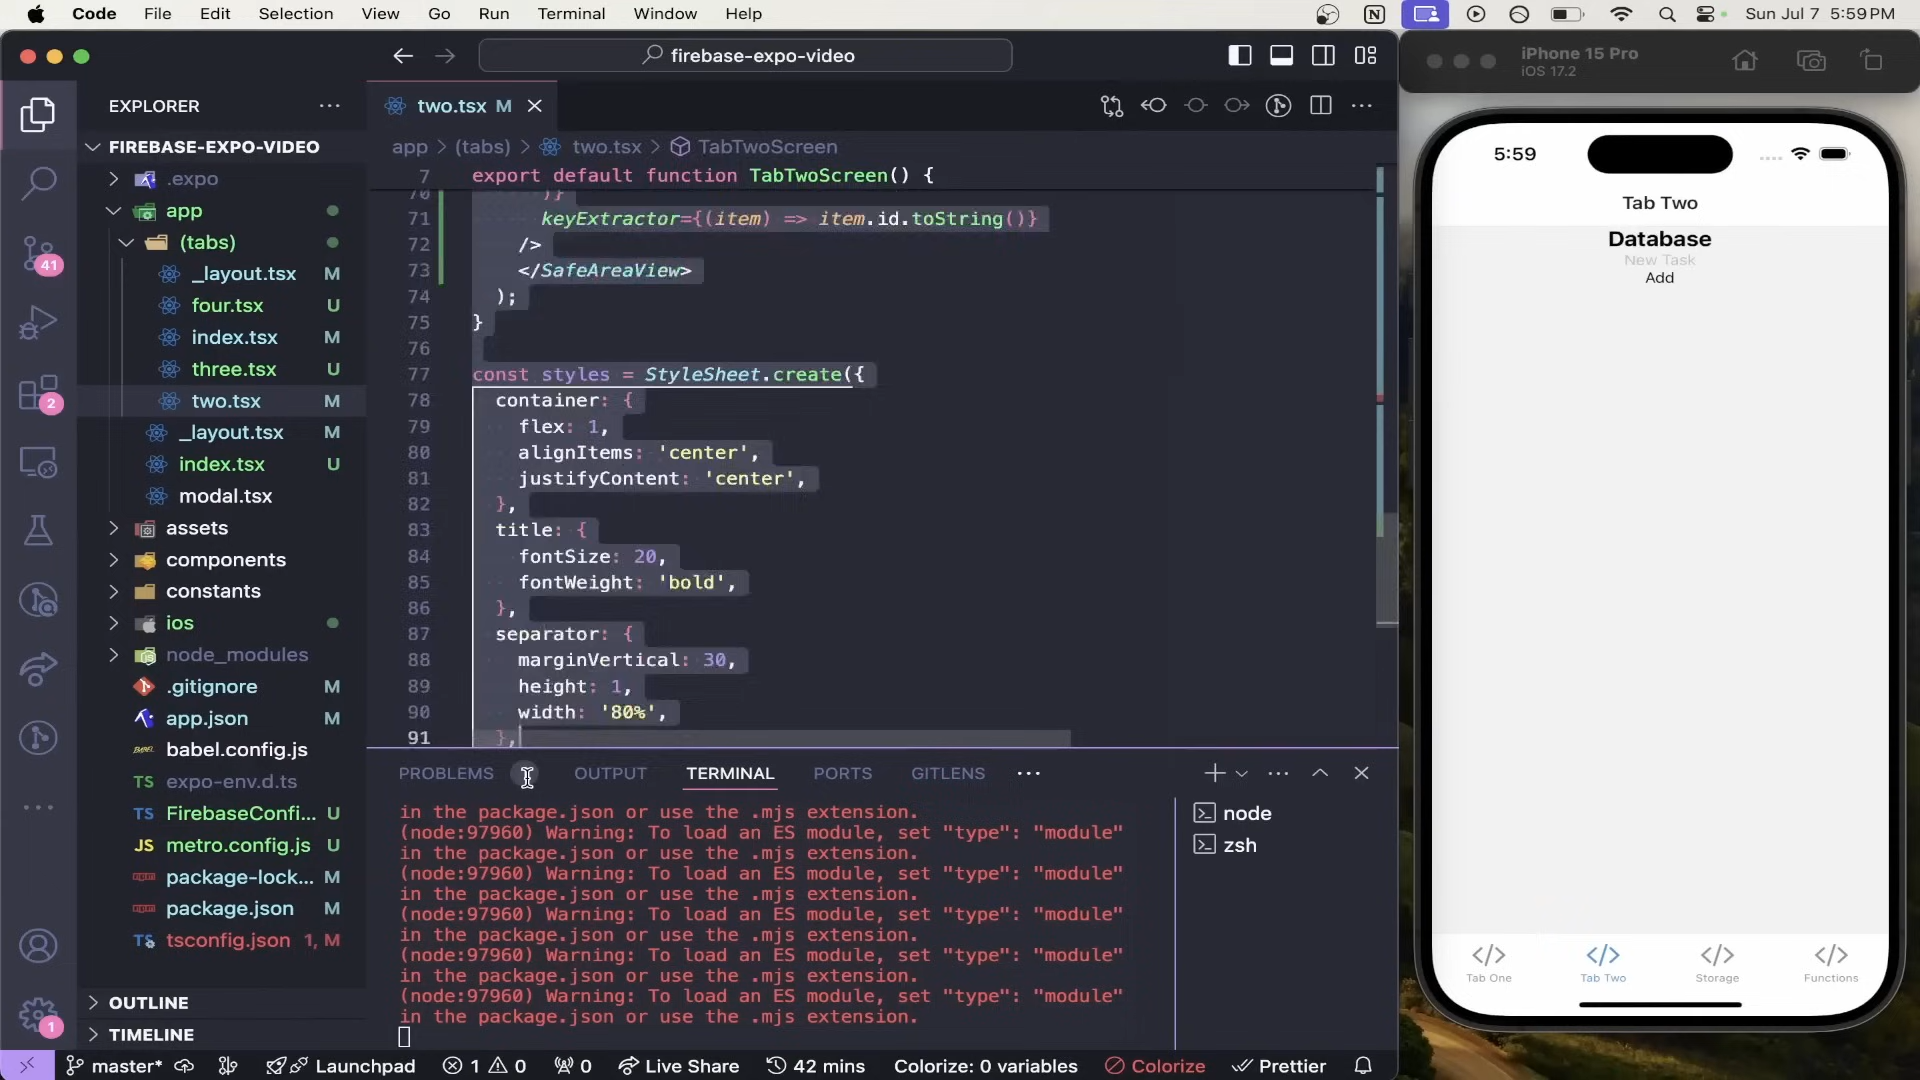 Code File Edit Selection View Go Run Terminal Window Help
Sun Jul 7 5:59 PM
firebase-expo-video
EXPLORER
FIREBASE-EXPO-VIDEO
.expo
app
(tabs)
_layout.tsx M
four.tsx U
index.tsx M
three.tsx U
two.tsx M
_layout.tsx M
index.tsx U
modal.tsx
assets
components
constants
ios
node_modules
.gitignore M
app.json M
babel.config.js
TS expo-env.d.ts
TS FirebaseConfi... U
JS metro.config.js U
package-lock... M
package.json M
tsconfig.json 1, M
OUTLINE
TIMELINE
41
2
1
two.tsx M
app > (tabs) > two.tsx > TabTwoScreen
7 export default function TabTwoScreen() {
70 )}
71 keyExtractor={(item) => item.id.toString()}
72 />
73 </SafeAreaView>
74 );
75 }
76
77 const styles = StyleSheet.create({
78 container: {
79 flex: 1,
80 alignItems: 'center',
81 justifyContent: 'center',
82 },
83 title: {
84 fontSize: 20,
85 fontWeight: 'bold',
86 },
87 separator: {
88 marginVertical: 30,
89 height: 1,
90 width: '80%',
91 },
PROBLEMS OUTPUT TERMINAL PORTS GITLENS
in the package.json or use the .mjs extension.
(node:97960) Warning: To load an ES module, set "type": "module"
in the package.json or use the .mjs extension.
(node:97960) Warning: To load an ES module, set "type": "module"
in the package.json or use the .mjs extension.
(node:97960) Warning: To load an ES module, set "type": "module"
in the package.json or use the .mjs extension.
(node:97960) Warning: To load an ES module, set "type": "module"
in the package.json or use the .mjs extension.
(node:97960) Warning: To load an ES module, set "type": "module"
in the package.json or use the .mjs extension.
node
zsh
master* Launchpad 1 0 0 Live Share 42 mins Colorize: 0 variables Colorize Prettier
iPhone 15 Pro
iOS 17.2
5:59
Tab Two
Database
New Task
Add
Tab One Tab Two Storage Functions